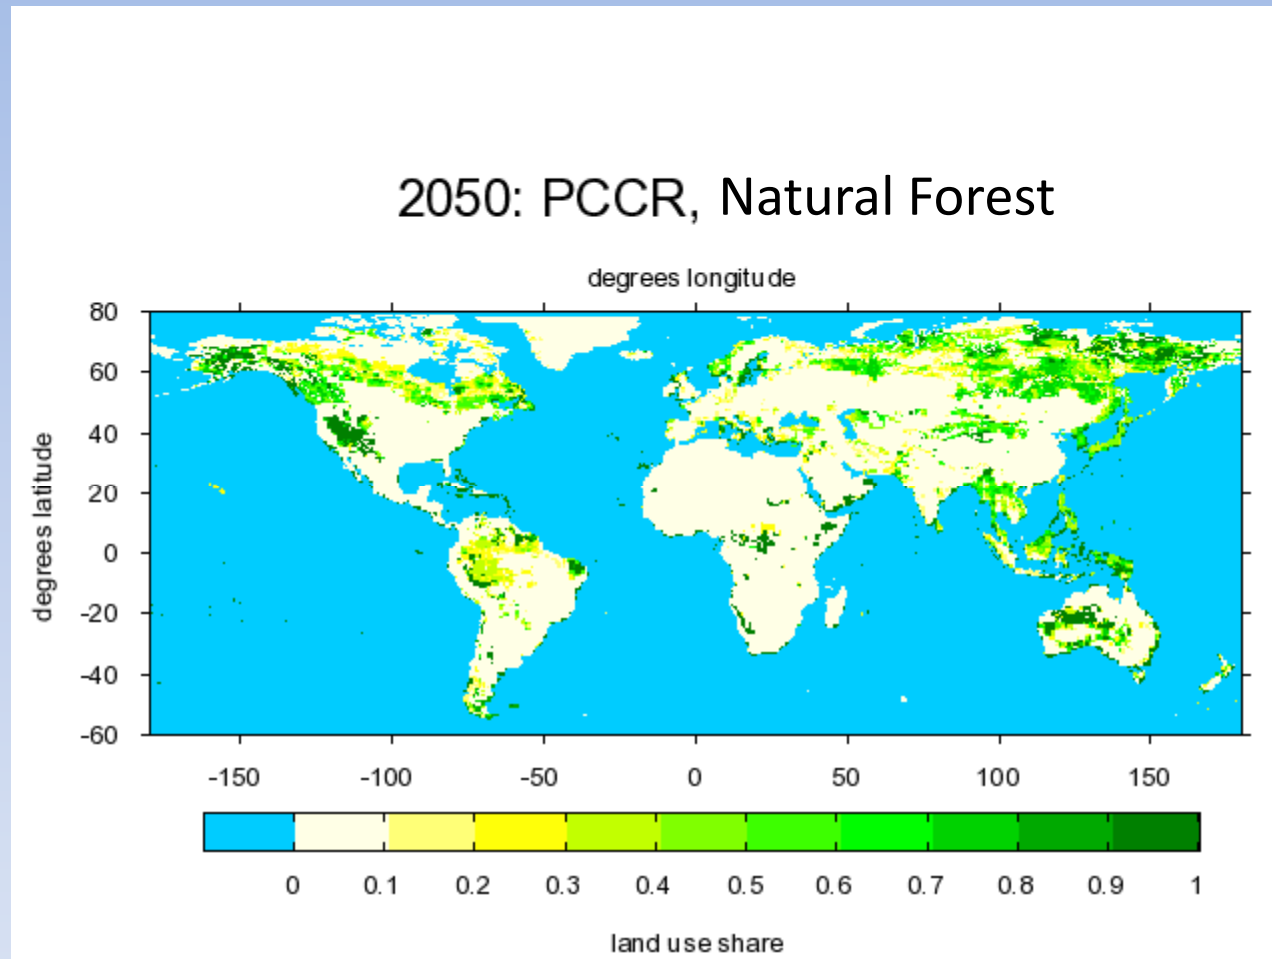 2050: PCCR, Natural Forest
degrees longitude
80
60
40
20
0
-20
-40
-60
degrees latitude
-150 -100 -50 0 50 100 150
0 0.1 0.2 0.3 0.4 0.5 0.6 0.7 0.8 0.9 1
land use share